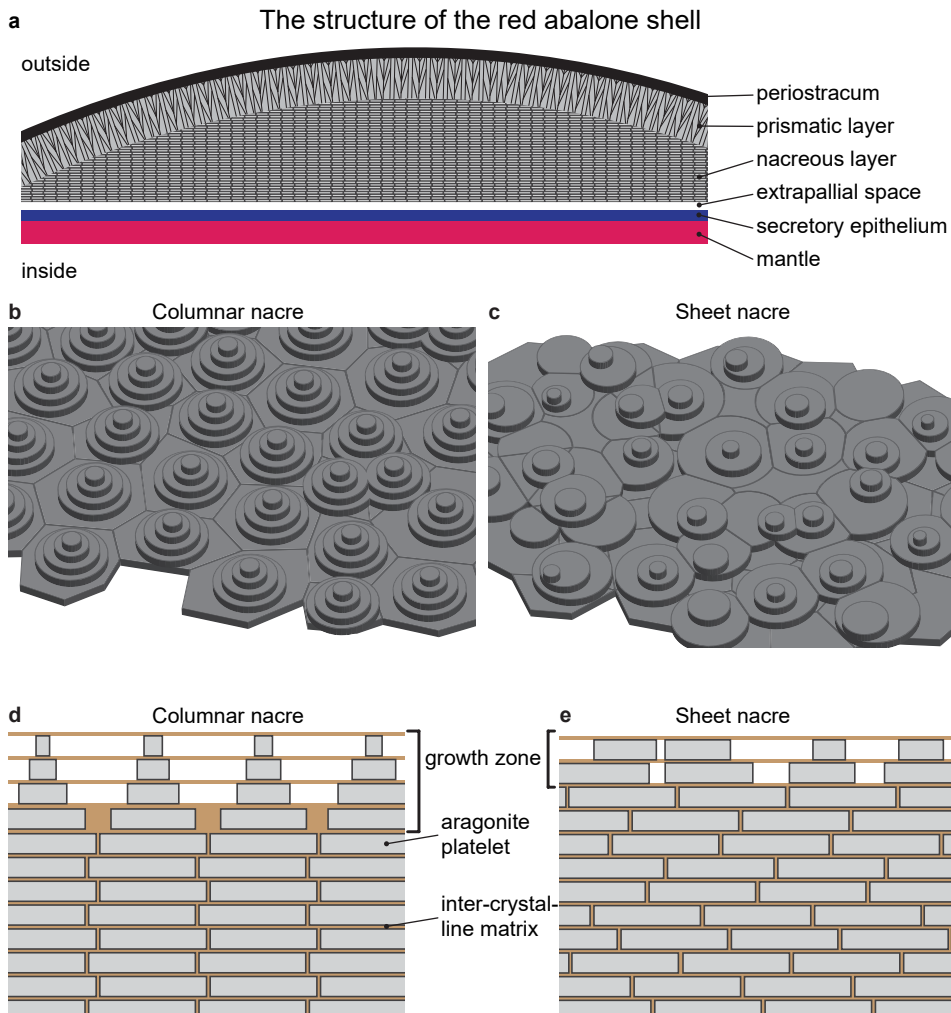 a
The structure of the red abalone shell
outside
periostracum
prismatic layer
nacreous layer
extrapallial space
secretory epithelium
mantle
inside
b
Columnar nacre
c
Sheet nacre
d
Columnar nacre
e
Sheet nacre
growth zone
aragonite
platelet
inter-crystal-
line matrix